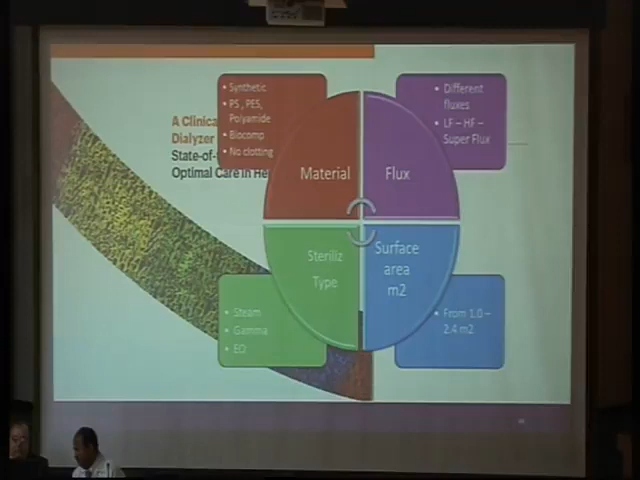 • Synthetic
• PS, PES,
Polyamide
• Biocomp
• No clotting
• Different
fluxes
• LF – HF –
Super Flux
A Clinica
Dialyzer
State-of-
Optimal Care in He
Material
Flux
Steriliz
Type
Surface
area
m2
• Steam
• Gamma
• EO
• From 1.0 –
2.4 m2